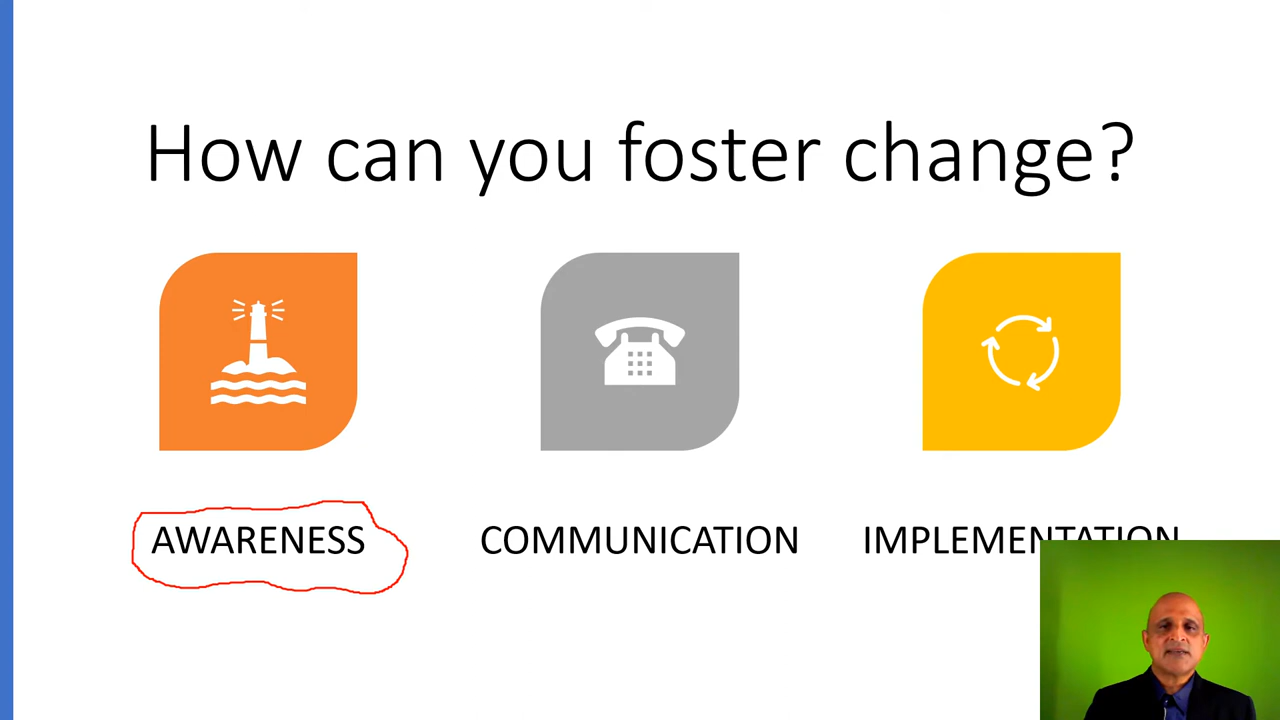 How can you foster change?
AWARENESS
COMMUNICATION
IMPLEMENTATION